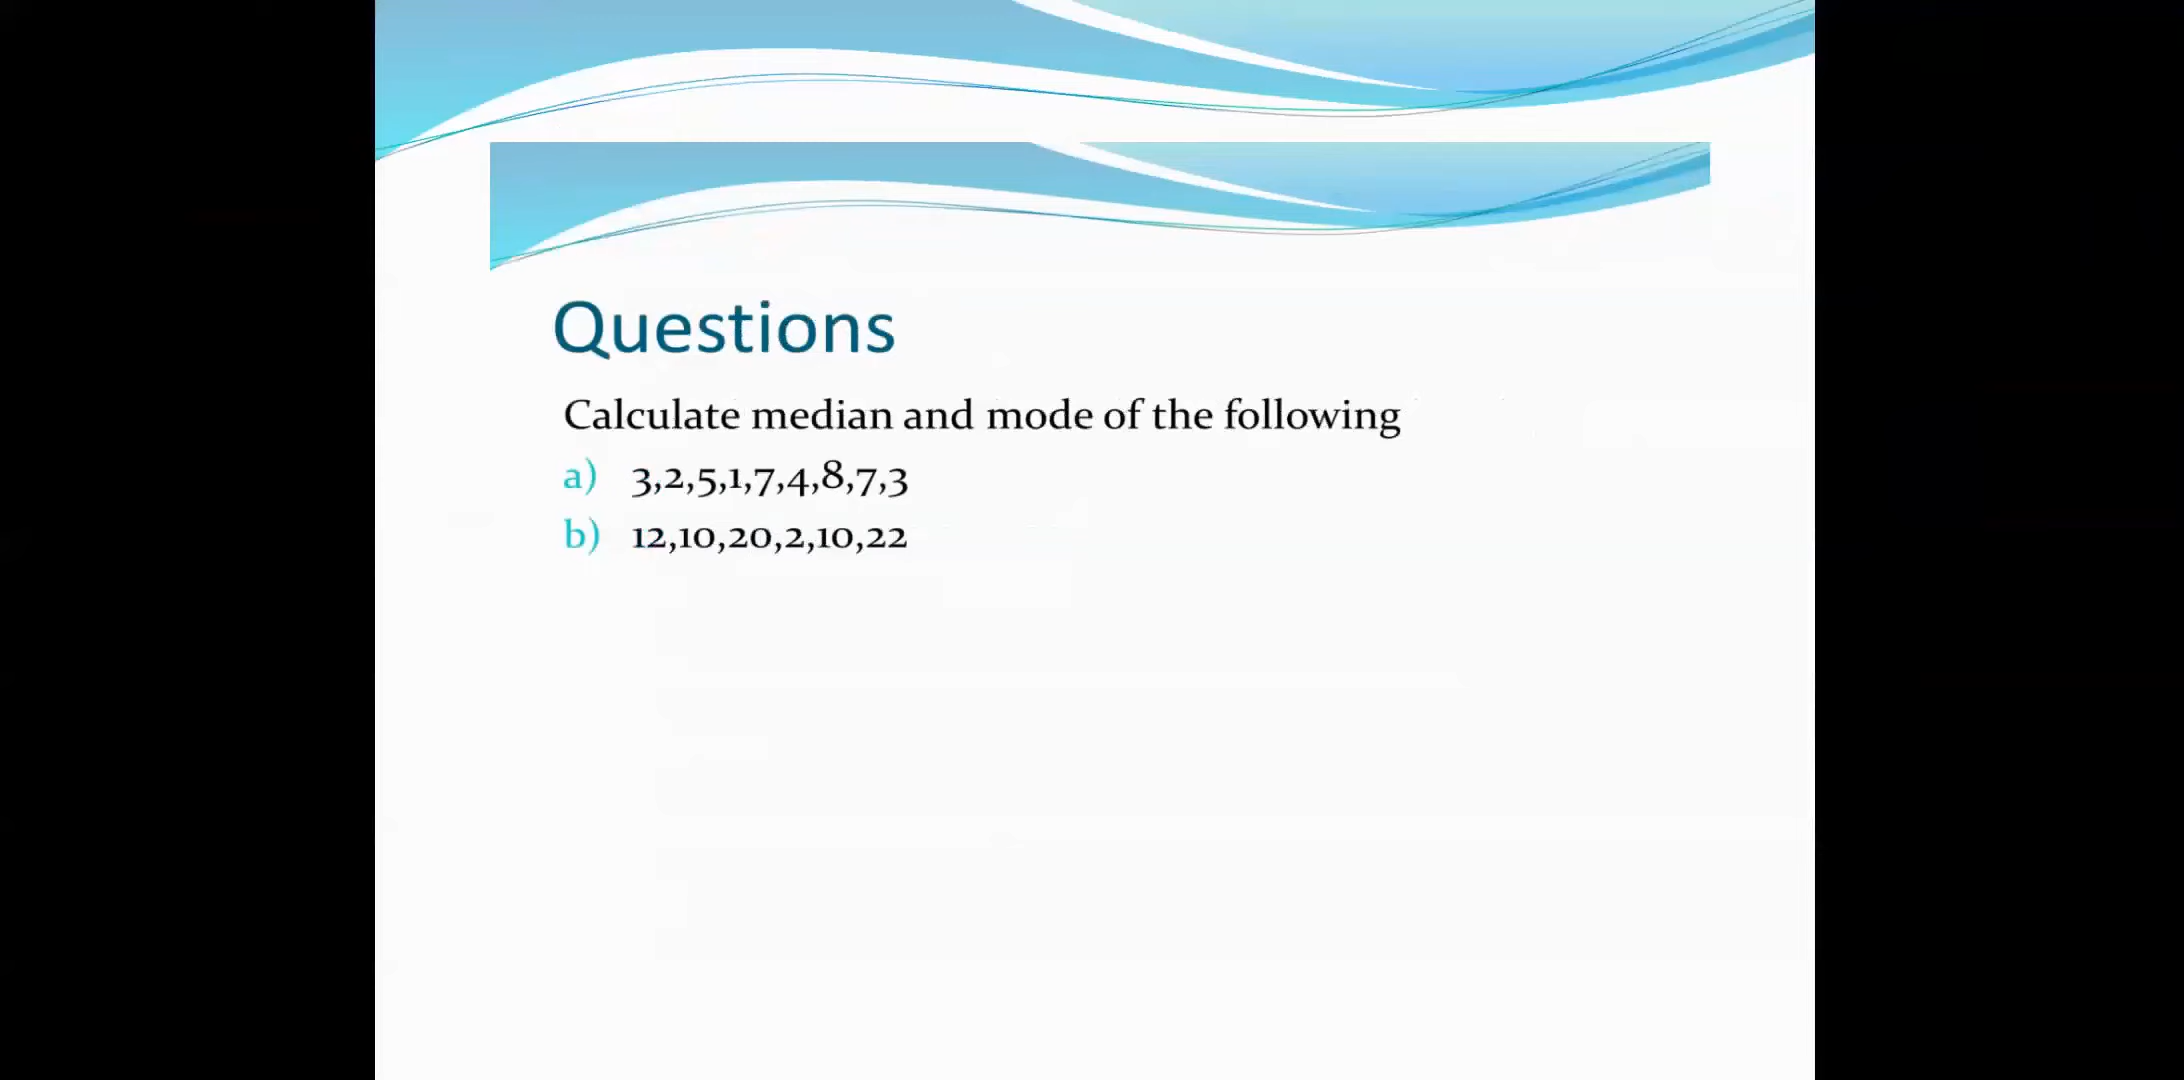 Questions
Calculate median and mode of the following
a) 3,2,5,1,7,4,8,7,3
b) 12,10,20,2,10,22